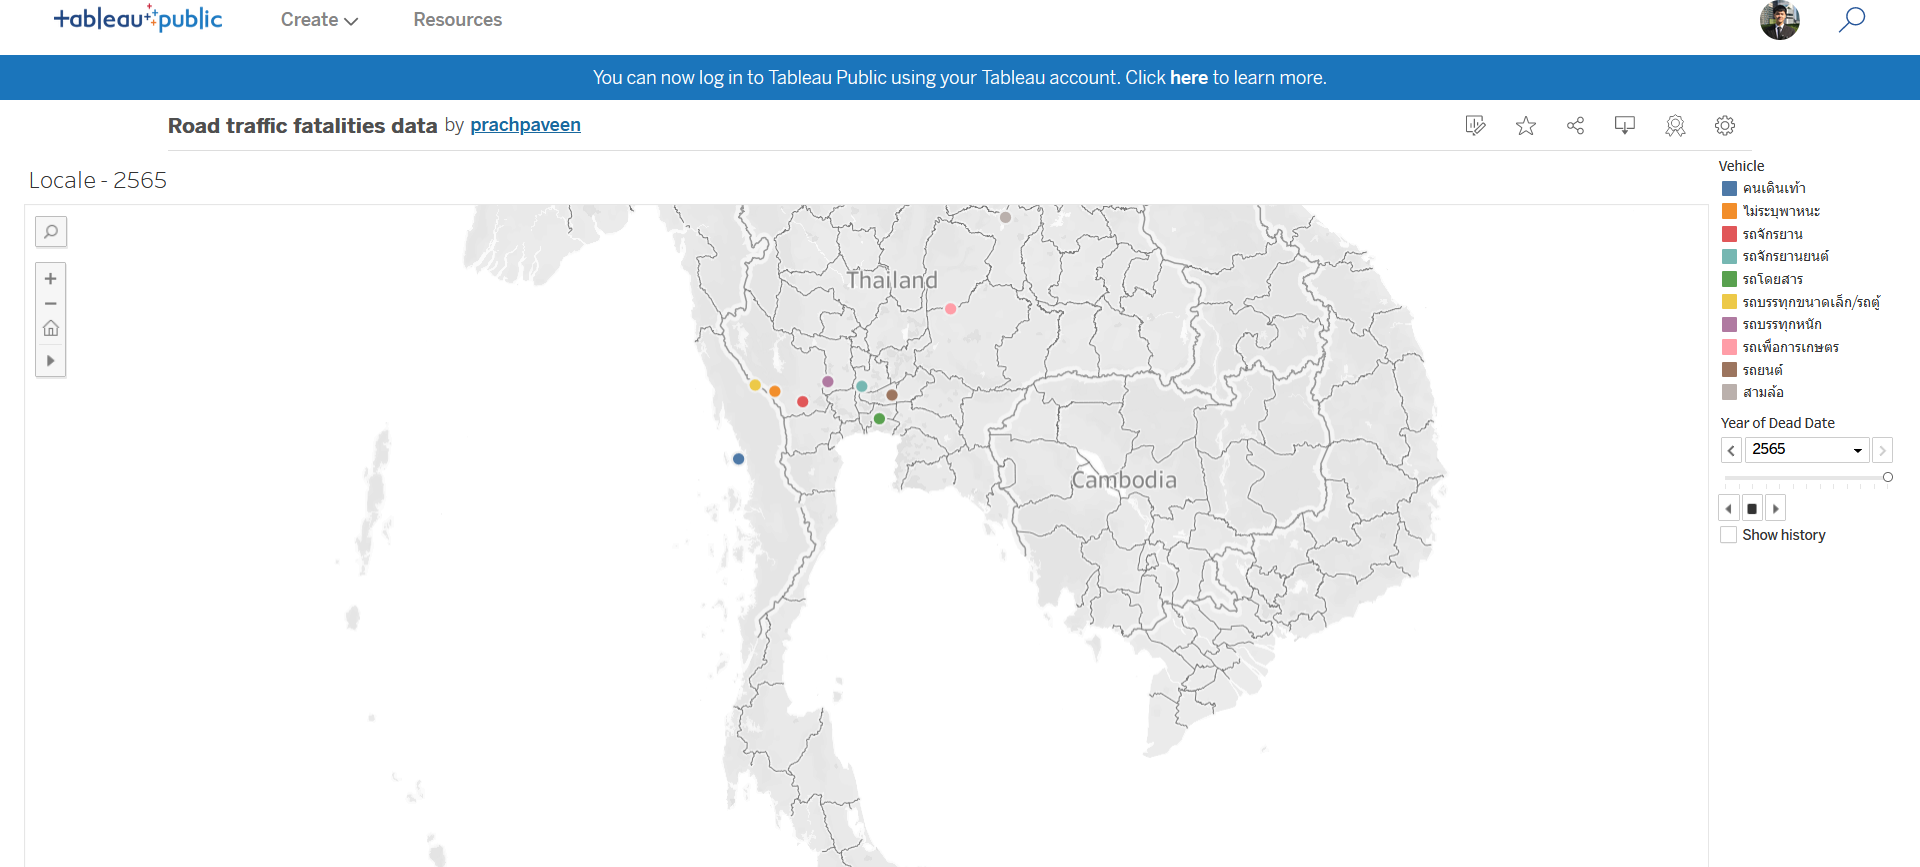 tableau public
Create
Resources
You can now log in to Tableau Public using your Tableau account. Click here to learn more.
Road traffic fatalities data by prachpaveen
Locale - 2565
Thailand
Cambodia
Vehicle
คนเดินเท้า
ไม่ระบุพาหนะ
รถจักรยาน
รถจักรยานยนต์
รถโดยสาร
รถบรรทุกขนาดเล็ก/รถตู้
รถบรรทุกหนัก
รถเพื่อการเกษตร
รถยนต์
สามล้อ
Year of Dead Date
2565
Show history